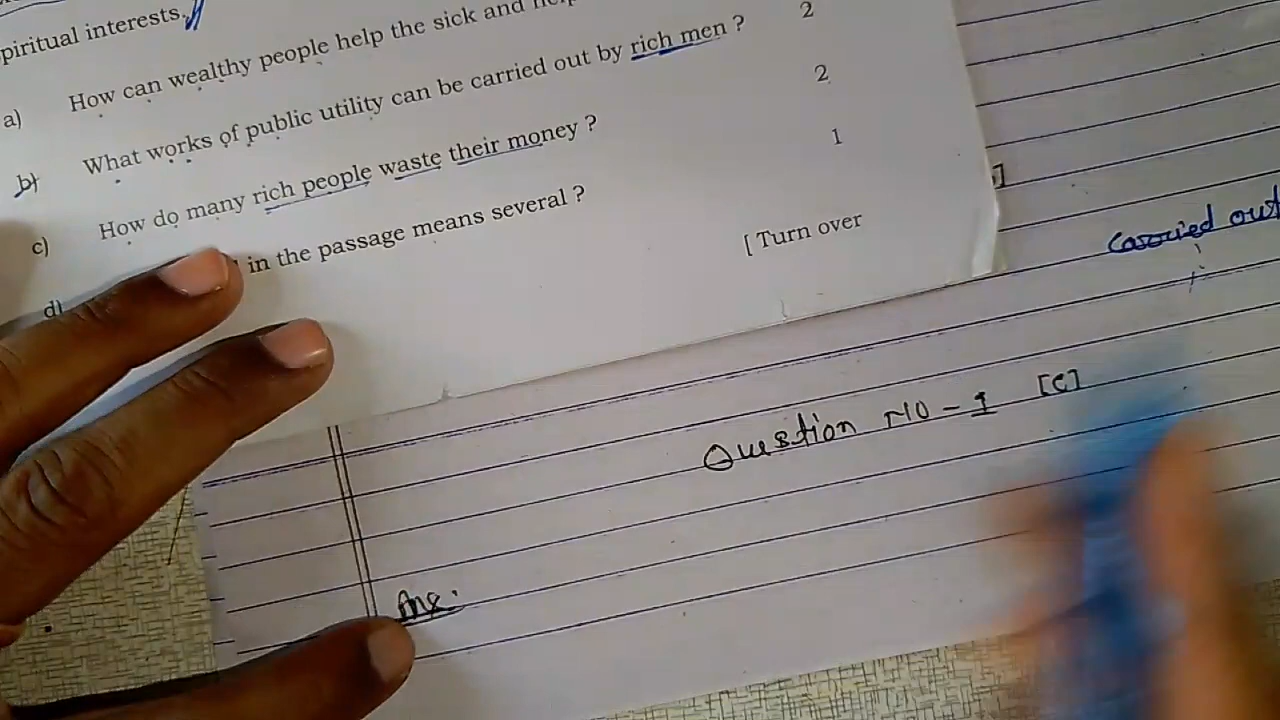 piritual interests.
a) How can wealthy people help the sick and
2
b) What works of public utility can be carried out by rich men ?
2
c) How do many rich people waste their money ?
1
d) in the passage means several ?
[ Turn over
carried out
Question No - 1 [C]
Ans.